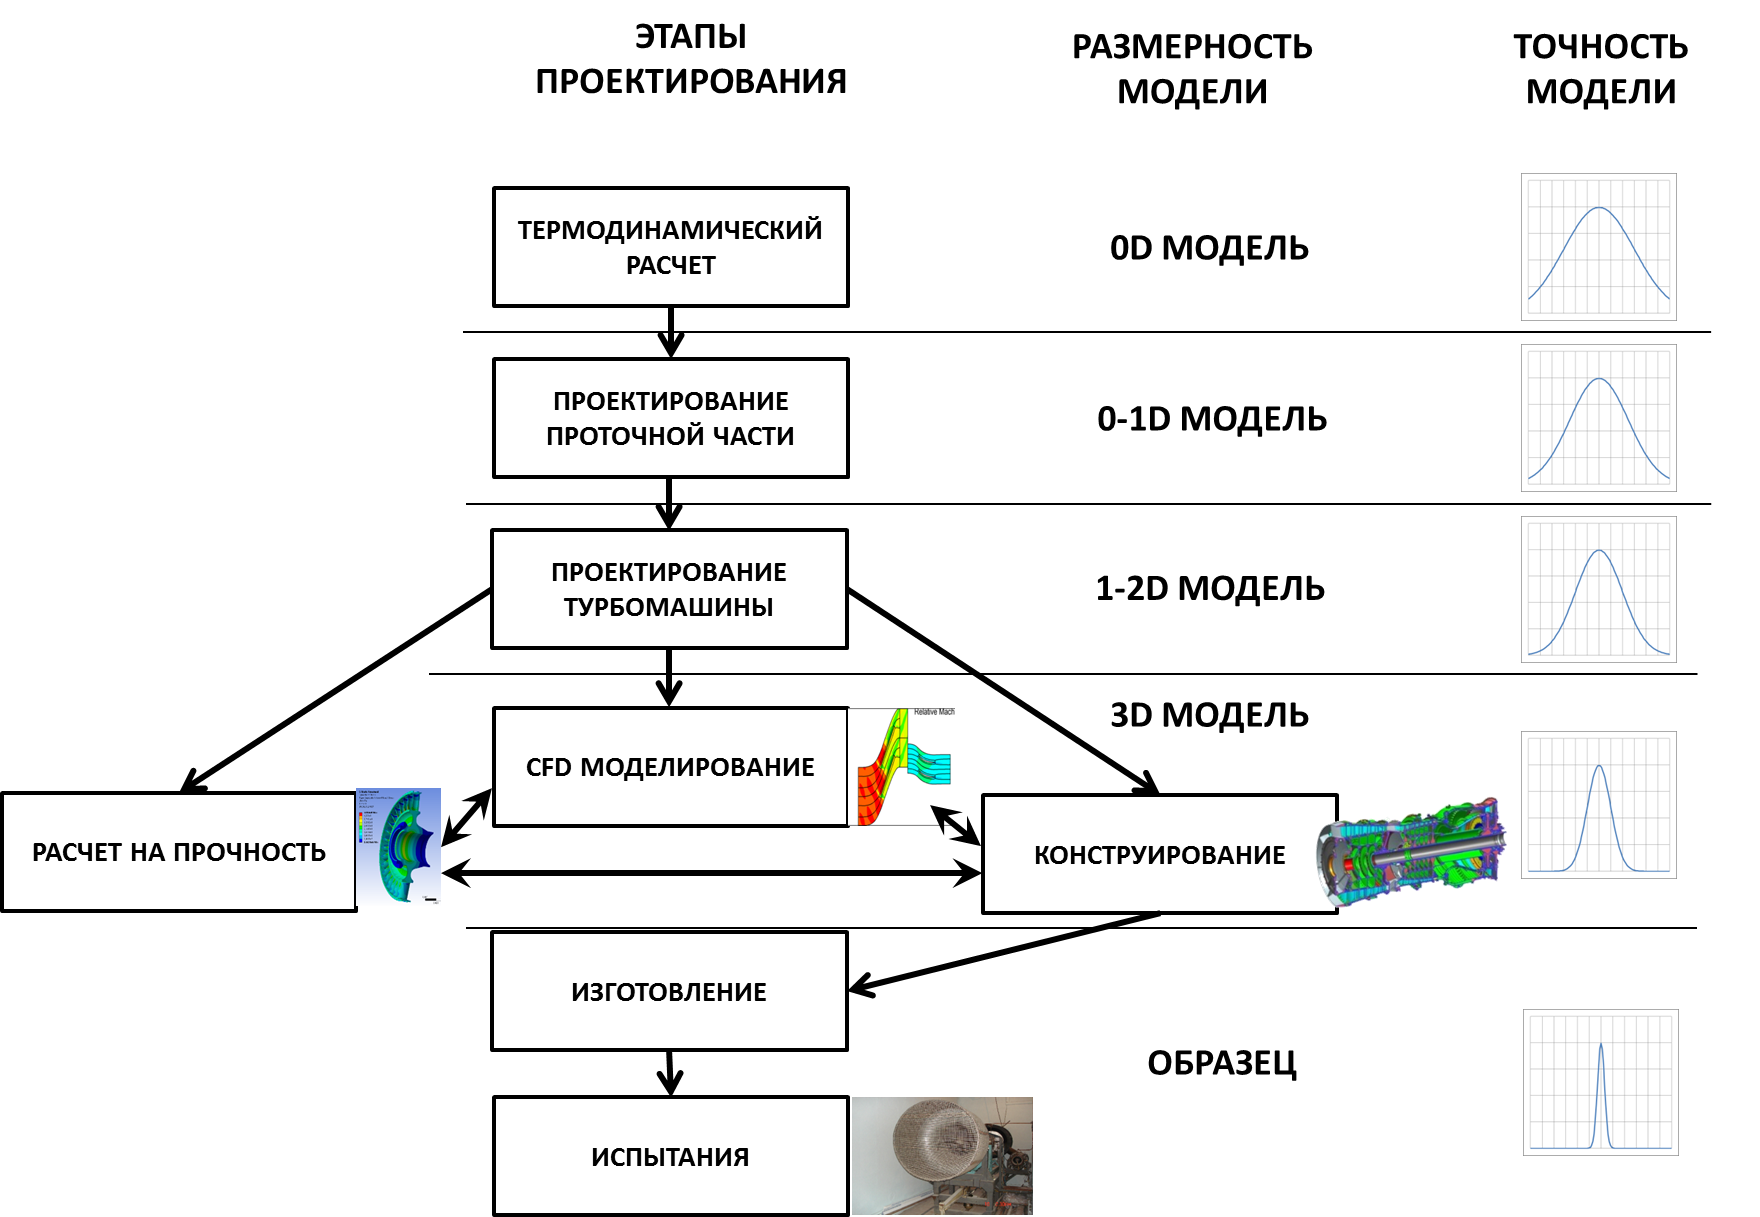 ЭТАПЫ
ПРОЕКТИРОВАНИЯ
РАЗМЕРНОСТЬ
МОДЕЛИ
ТОЧНОСТЬ
МОДЕЛИ
ТЕРМОДИНАМИЧЕСКИЙ
РАСЧЕТ
0D МОДЕЛЬ
ПРОЕКТИРОВАНИЕ
ПРОТОЧНОЙ ЧАСТИ
0-1D МОДЕЛЬ
ПРОЕКТИРОВАНИЕ
ТУРБОМАШИНЫ
1-2D МОДЕЛЬ
3D МОДЕЛЬ
CFD МОДЕЛИРОВАНИЕ
Relative Mach
РАСЧЕТ НА ПРОЧНОСТЬ
КОНСТРУИРОВАНИЕ
ИЗГОТОВЛЕНИЕ
ОБРАЗЕЦ
ИСПЫТАНИЯ